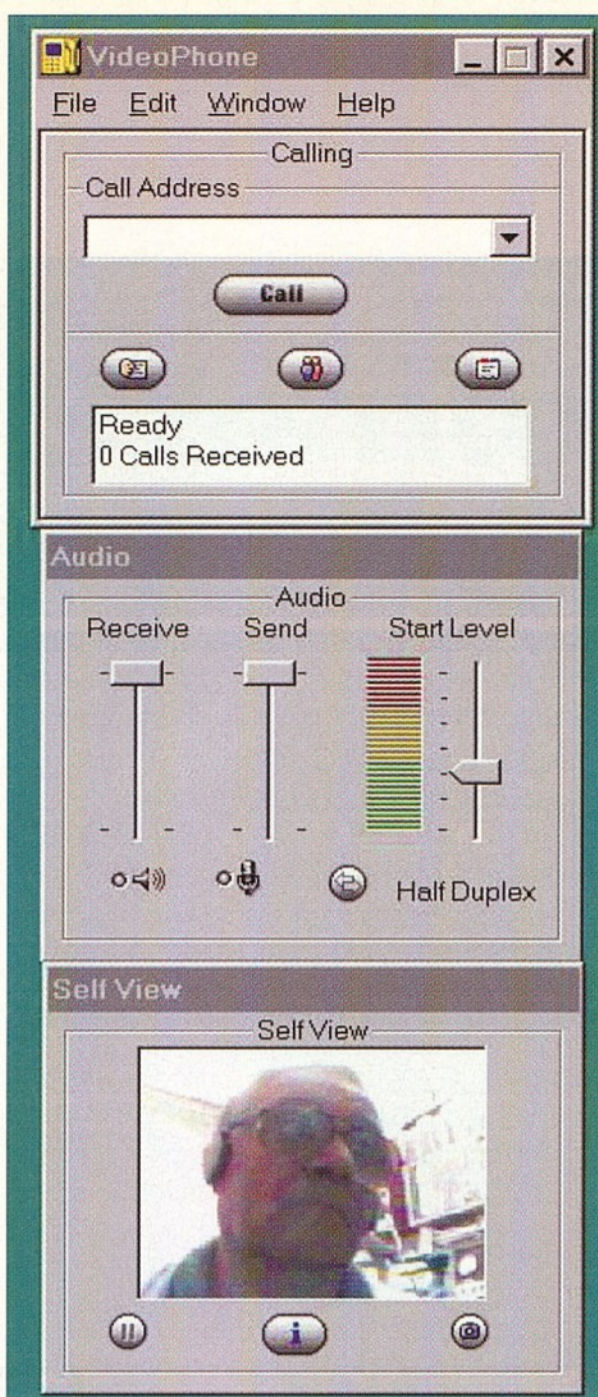 VideoPhone
File Edit Window Help
Calling
Call Address
Call
Ready
0 Calls Received
Audio
Audio
Receive Send Start Level
Half Duplex
Self View
Self View
i